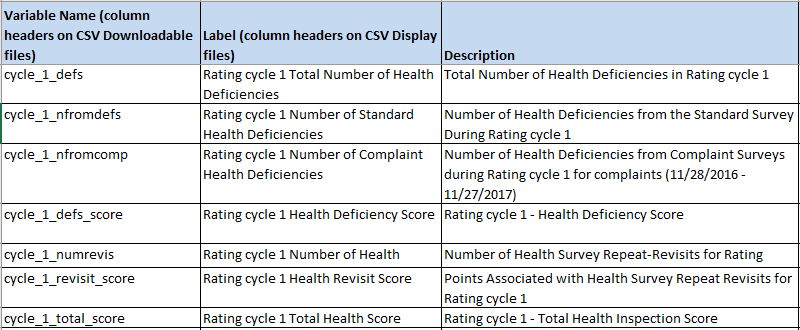 Variable Name (column
headers on CSV Downloadable
files)
Label (column headers on CSV Display
files)
Description
cycle_1_defs
Rating cycle 1 Total Number of Health
Deficiencies
Total Number of Health Deficiencies in Rating cycle 1
cycle_1_nfromdefs
Rating cycle 1 Number of Standard
Health Deficiencies
Number of Health Deficiencies from the Standard Survey
During Rating cycle 1
cycle_1_nfromcomp
Rating cycle 1 Number of Complaint
Health Deficiencies
Number of Health Deficiencies from Complaint Surveys
during Rating cycle 1 for complaints (11/28/2016 -
11/27/2017)
cycle_1_defs_score
Rating cycle 1 Health Deficiency Score
Rating cycle 1 - Health Deficiency Score
cycle_1_numrevis
Rating cycle 1 Number of Health
Number of Health Survey Repeat-Revisits for Rating
cycle_1_revisit_score
Rating cycle 1 Health Revisit Score
Points Associated with Health Survey Repeat Revisits for
Rating cycle 1
cycle_1_total_score
Rating cycle 1 Total Health Score
Rating cycle 1 - Total Health Inspection Score